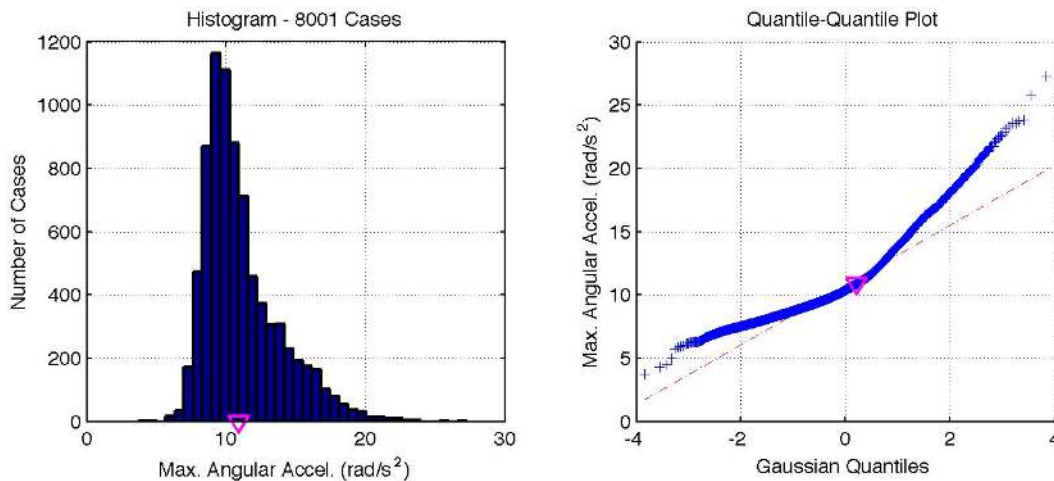 Histogram - 8001 Cases
Number of Cases
1200
1000
800
600
400
200
0
0 10 20 30
Max. Angular Accel. (rad/s²)
Quantile-Quantile Plot
Max. Angular Accel. (rad/s²)
30
25
20
15
10
5
0
-4 -2 0 2 4
Gaussian Quantiles